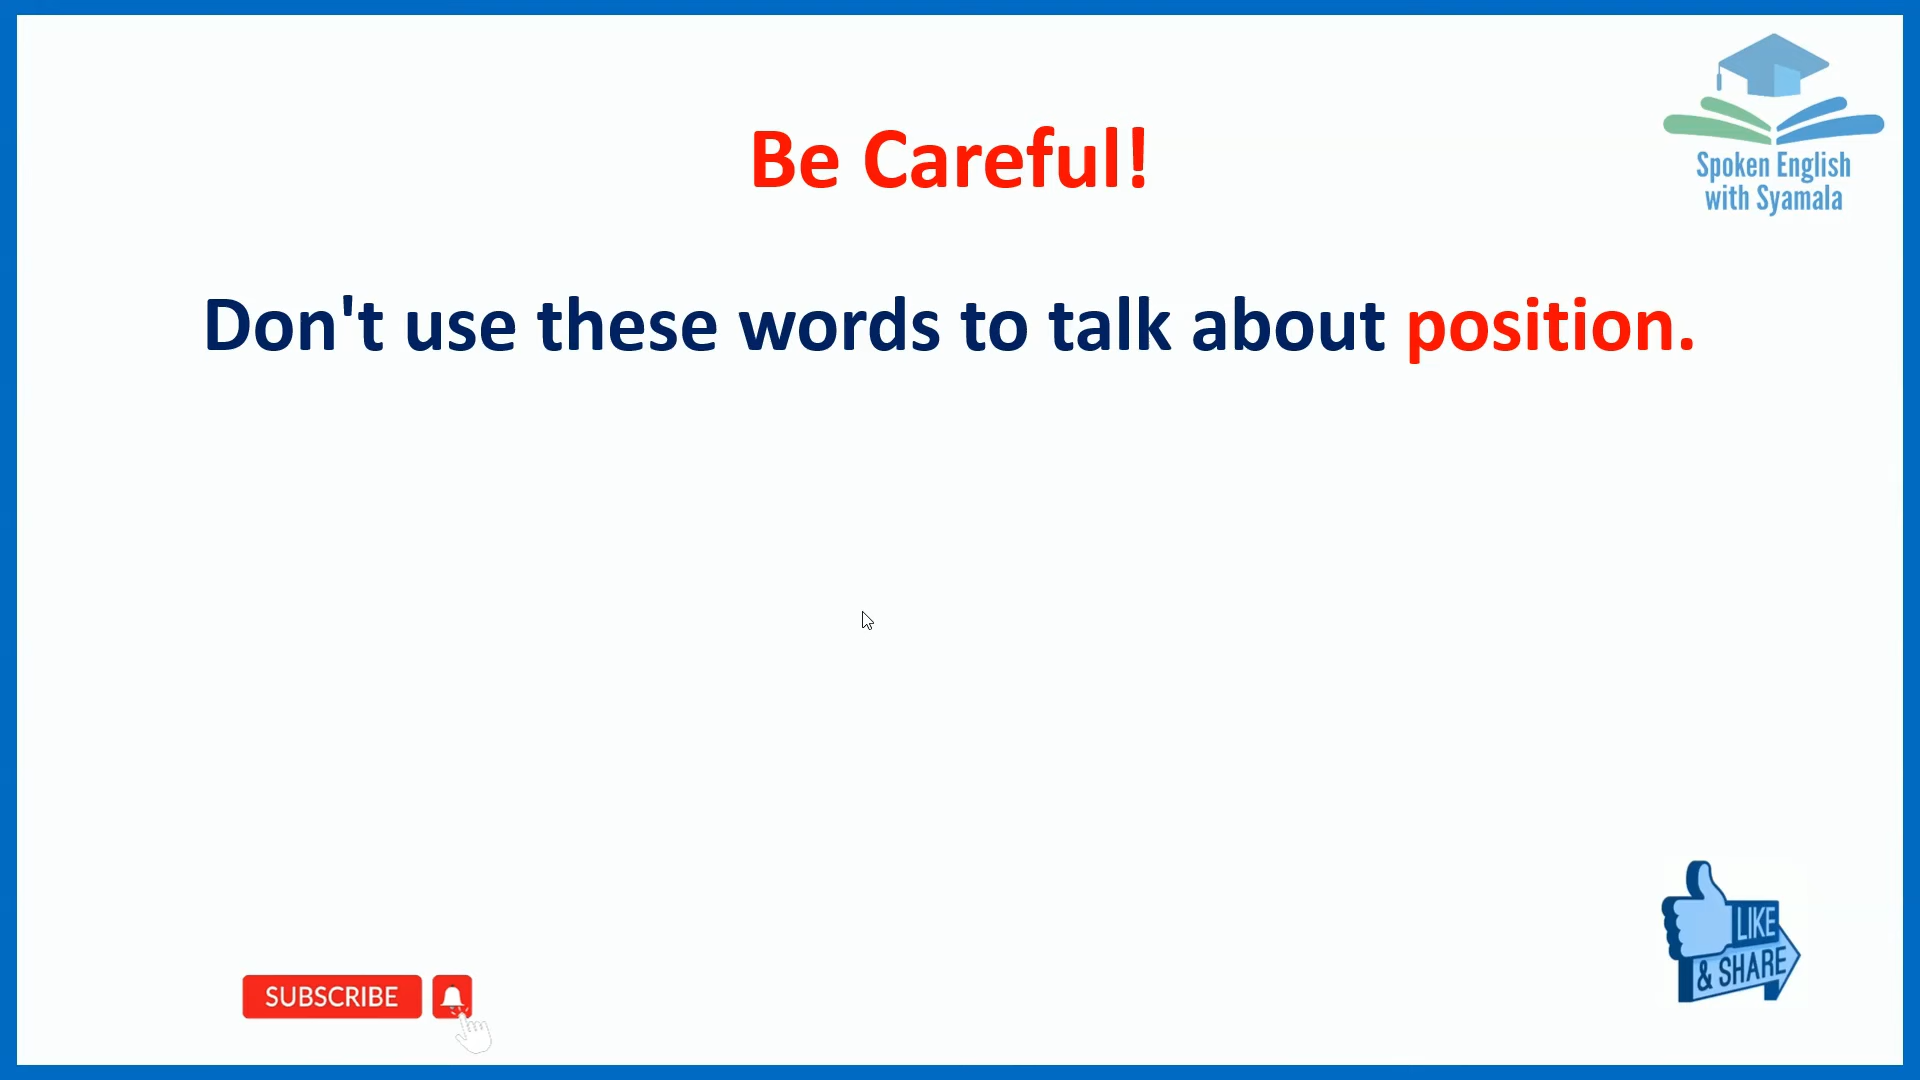 Be Careful!
Spoken English
with Syamala
Don't use these words to talk about position.
LIKE
& SHARE
SUBSCRIBE